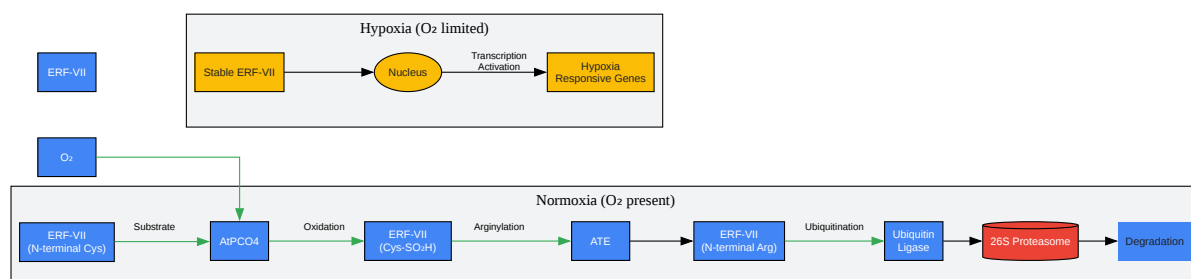 Hypoxia (O₂ limited)
ERF-VII
Stable ERF-VII
Nucleus
Transcription
Activation
Hypoxia
Responsive Genes
O₂
Normoxia (O₂ present)
ERF-VII
(N-terminal Cys)
Substrate
AtPCO4
Oxidation
ERF-VII
(Cys-SO₂H)
Arginylation
ATE
ERF-VII
(N-terminal Arg)
Ubiquitination
Ubiquitin
Ligase
26S Proteasome
Degradation